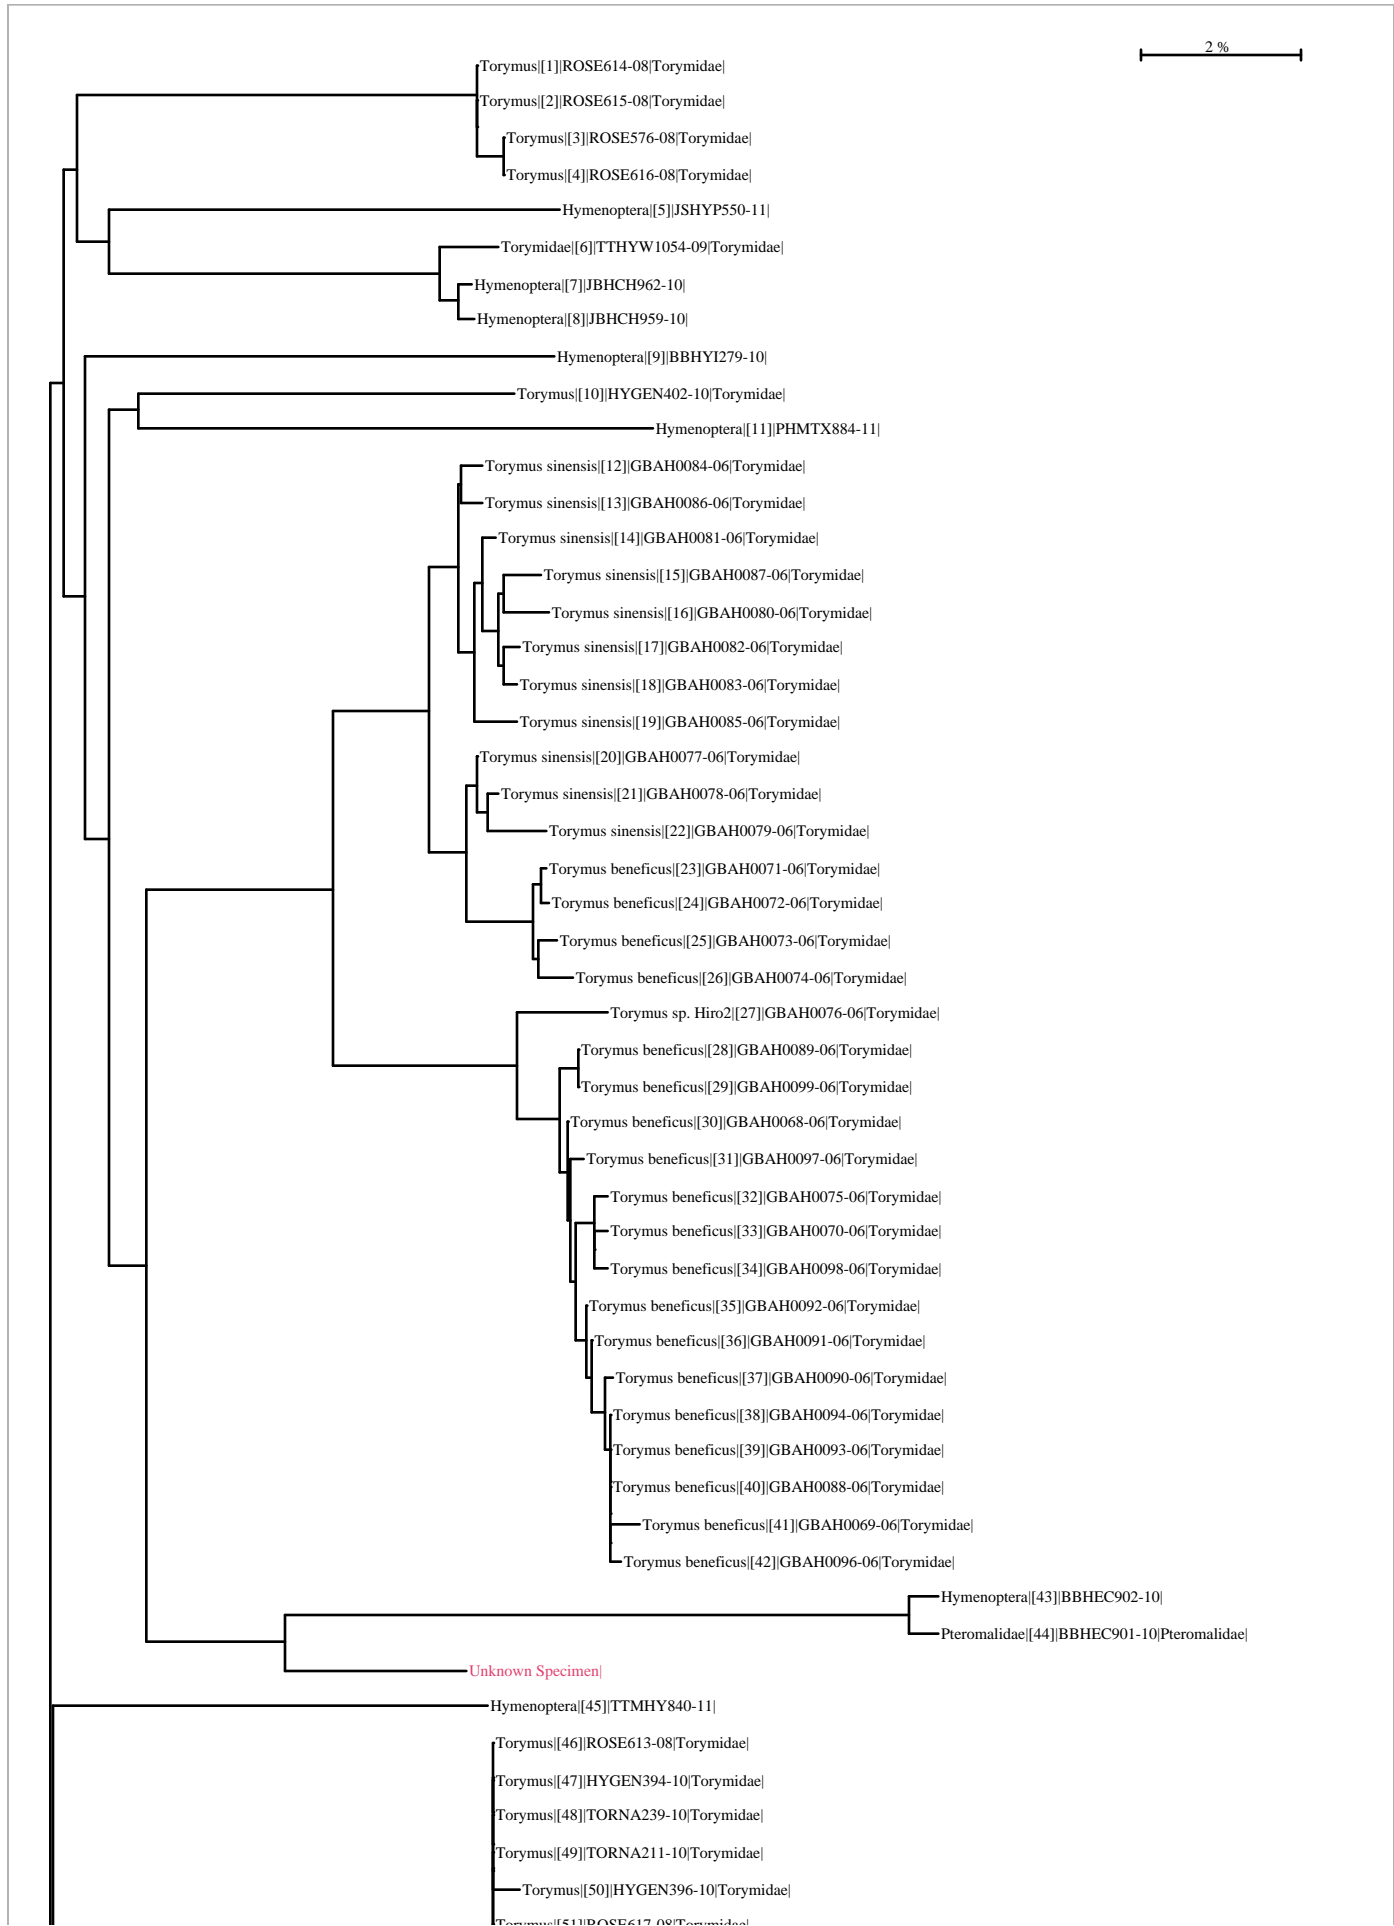 2 %
Torymus|[1]|ROSE614-08|Torymidae|
Torymus|[2]|ROSE615-08|Torymidae|
Torymus|[3]|ROSE576-08|Torymidae|
Torymus|[4]|ROSE616-08|Torymidae|
Hymenoptera|[5]|JSHYP550-11|
Torymidae|[6]|TTHYW1054-09|Torymidae|
Hymenoptera|[7]|JBHCH962-10|
Hymenoptera|[8]|JBHCH959-10|
Hymenoptera|[9]|BBHYI279-10|
Torymus|[10]|HYGEN402-10|Torymidae|
Hymenoptera|[11]|PHMTX884-11|
Torymus sinensis|[12]|GBAH0084-06|Torymidae|
Torymus sinensis|[13]|GBAH0086-06|Torymidae|
Torymus sinensis|[14]|GBAH0081-06|Torymidae|
Torymus sinensis|[15]|GBAH0087-06|Torymidae|
Torymus sinensis|[16]|GBAH0080-06|Torymidae|
Torymus sinensis|[17]|GBAH0082-06|Torymidae|
Torymus sinensis|[18]|GBAH0083-06|Torymidae|
Torymus sinensis|[19]|GBAH0085-06|Torymidae|
Torymus sinensis|[20]|GBAH0077-06|Torymidae|
Torymus sinensis|[21]|GBAH0078-06|Torymidae|
Torymus sinensis|[22]|GBAH0079-06|Torymidae|
Torymus beneficus|[23]|GBAH0071-06|Torymidae|
Torymus beneficus|[24]|GBAH0072-06|Torymidae|
Torymus beneficus|[25]|GBAH0073-06|Torymidae|
Torymus beneficus|[26]|GBAH0074-06|Torymidae|
Torymus sp. Hiro2|[27]|GBAH0076-06|Torymidae|
Torymus beneficus|[28]|GBAH0089-06|Torymidae|
Torymus beneficus|[29]|GBAH0099-06|Torymidae|
Torymus beneficus|[30]|GBAH0068-06|Torymidae|
Torymus beneficus|[31]|GBAH0097-06|Torymidae|
Torymus beneficus|[32]|GBAH0075-06|Torymidae|
Torymus beneficus|[33]|GBAH0070-06|Torymidae|
Torymus beneficus|[34]|GBAH0098-06|Torymidae|
Torymus beneficus|[35]|GBAH0092-06|Torymidae|
Torymus beneficus|[36]|GBAH0091-06|Torymidae|
Torymus beneficus|[37]|GBAH0090-06|Torymidae|
Torymus beneficus|[38]|GBAH0094-06|Torymidae|
Torymus beneficus|[39]|GBAH0093-06|Torymidae|
Torymus beneficus|[40]|GBAH0088-06|Torymidae|
Torymus beneficus|[41]|GBAH0069-06|Torymidae|
Torymus beneficus|[42]|GBAH0096-06|Torymidae|
Hymenoptera|[43]|BBHEC902-10|
Pteromalidae|[44]|BBHEC901-10|Pteromalidae|
Unknown Specimen|
Hymenoptera|[45]|TTMHY840-11|
Torymus|[46]|ROSE613-08|Torymidae|
Torymus|[47]|HYGEN394-10|Torymidae|
Torymus|[48]|TORNA239-10|Torymidae|
Torymus|[49]|TORNA211-10|Torymidae|
Torymus|[50]|HYGEN396-10|Torymidae|
Torymus|[51]|ROSE617-08|Torymidae|